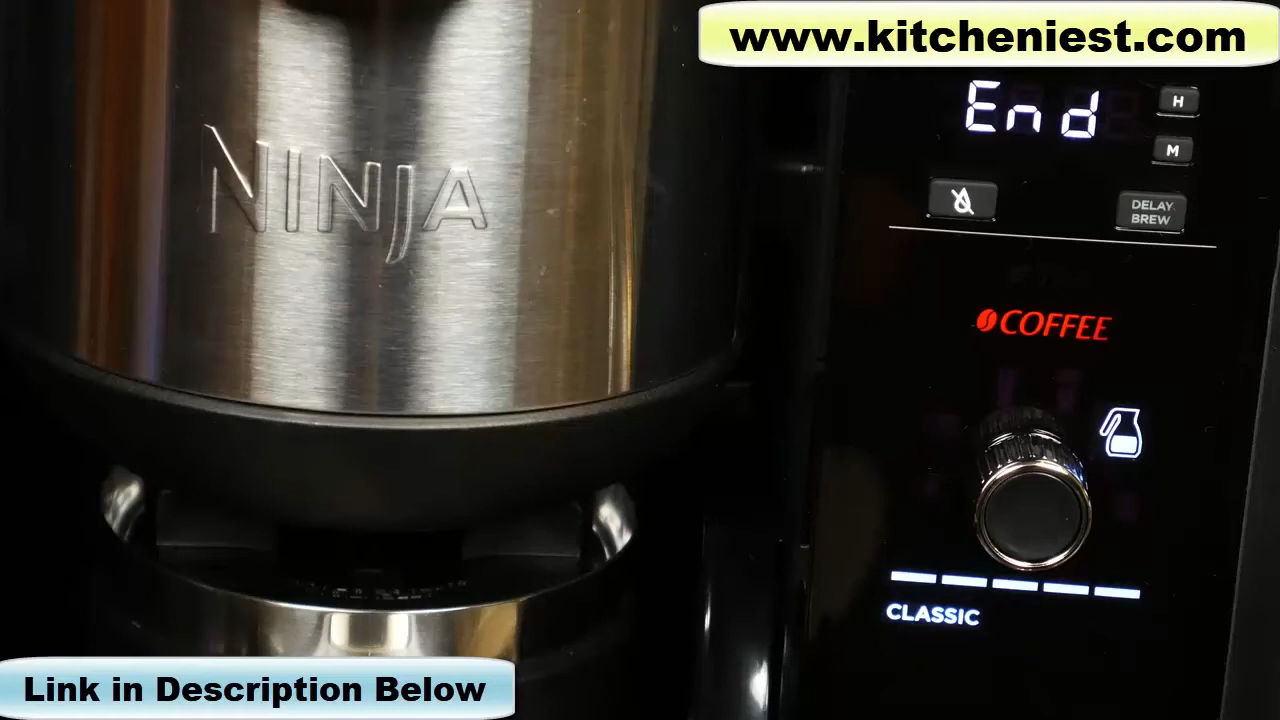 www.kitcheniest.com
NINJA
End
H
M
DELAY
BREW
COFFEE
CLASSIC
Link in Description Below